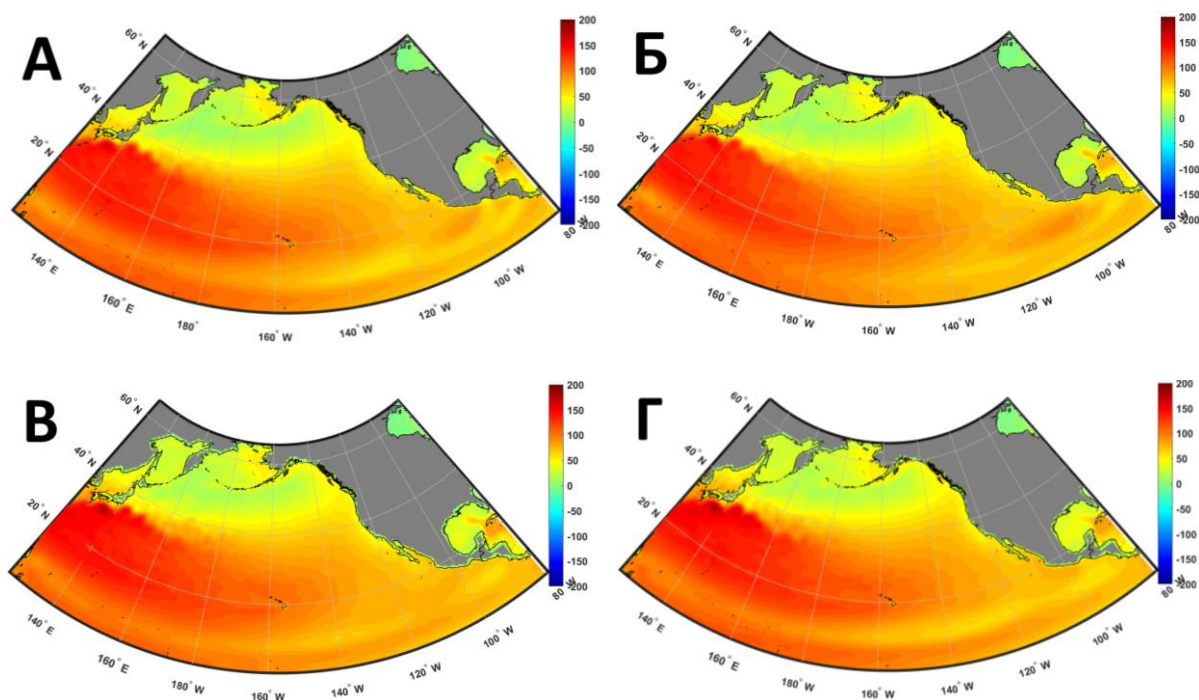 А
60° N
40° N
20° N
140° E
160° E
180°
160° W
140° W
120° W
100° W
80° W
200
150
100
50
0
-50
-100
-150
-200
Б
60° N
40° N
20° N
140° E
160° E
180°
160° W
140° W
120° W
100° W
80° W
200
150
100
50
0
-50
-100
-150
-200
В
60° N
40° N
20° N
140° E
160° E
180°
160° W
140° W
120° W
100° W
80° W
200
150
100
50
0
-50
-100
-150
-200
Г
60° N
40° N
20° N
140° E
160° E
180°
160° W
140° W
120° W
100° W
80° W
200
150
100
50
0
-50
-100
-150
-200